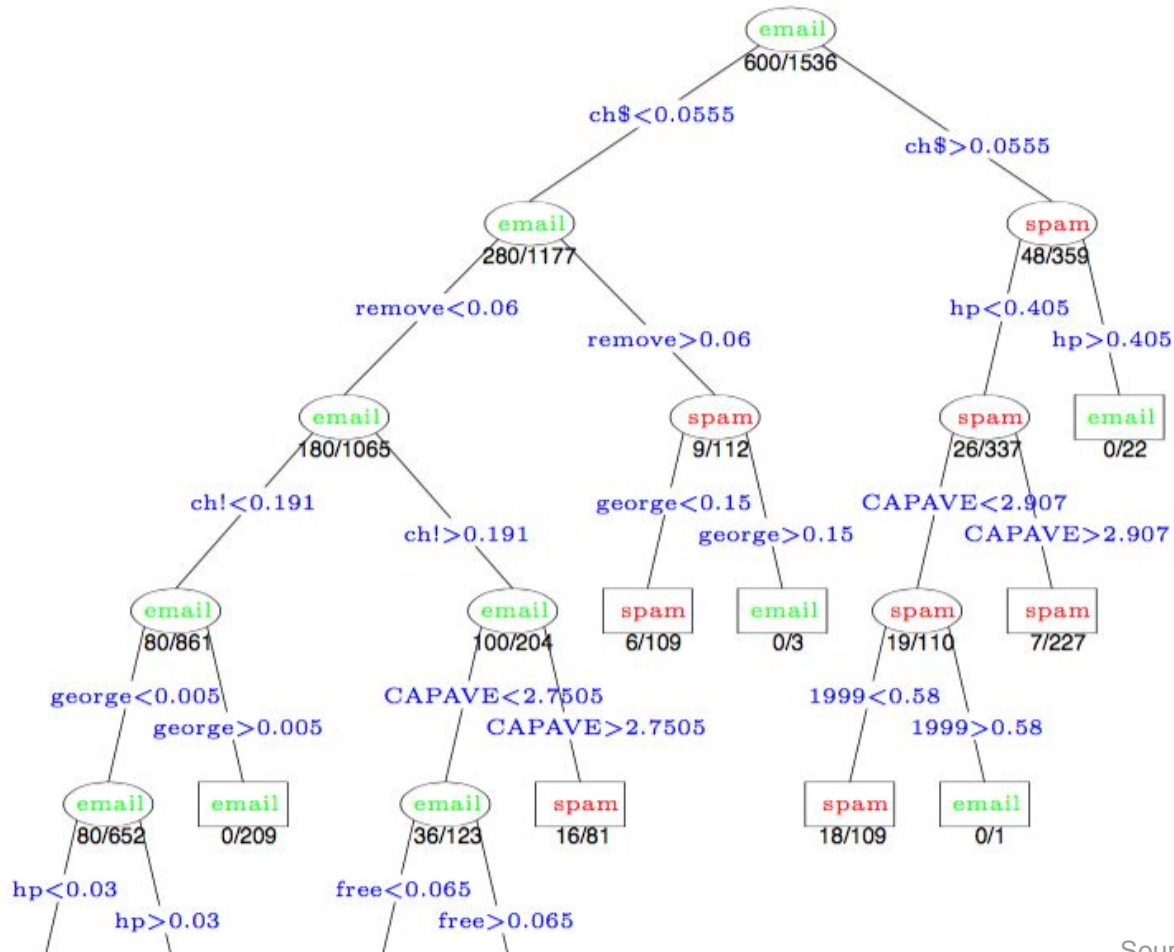 email
600/1536
ch$<0.0555
ch$>0.0555
email
280/1177
spam
48/359
remove<0.06
remove>0.06
hp<0.405
hp>0.405
email
180/1065
spam
9/112
spam
26/337
email
0/22
ch!<0.191
ch!>0.191
george<0.15
george>0.15
CAPAVE<2.907
CAPAVE>2.907
email
80/861
email
100/204
spam
6/109
email
0/3
spam
19/110
spam
7/227
george<0.005
george>0.005
CAPAVE<2.7505
CAPAVE>2.7505
1999<0.58
1999>0.58
email
80/652
email
0/209
email
36/123
spam
16/81
spam
18/109
email
0/1
hp<0.03
hp>0.03
free<0.065
free>0.065